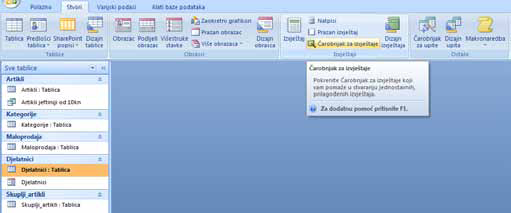 Polazno Stvori Vanjski podaci Alati baze podataka
Tablica Predlošci tablica SharePoint popisi Dizajn tablica
Tablice
Obrazac Podijeli obrazac Višestruke stavke Zaokretni grafikon
Prazan obrazac
Više obrazaca
Dizajn obrasca
Obrasci
Izvještaj Natpisi
Prazan izvještaj
Čarobnjak za izvještaje
Dizajn izvještaja
Izvještaji
Čarobnjak za upite Dizajn upita Makronaredba
Ostalo
Čarobnjak za izvještaje
Pokrenite Čarobnjak za izvještaje koji
vam pomaže u stvaranju jednostavnih,
prilagođenih izvještaja.
Za dodatnu pomoć pritisnite F1.
Sve tablice
Artikli
Artikli : Tablica
Artikli jeftiniji od 10kn
Kategorije
Kategorije : Tablica
Maloprodaja
Maloprodaja : Tablica
Djelatnici
Djelatnici : Tablica
Djelatnici
Skuplji_artikli
Skuplji_artikli : Tablica